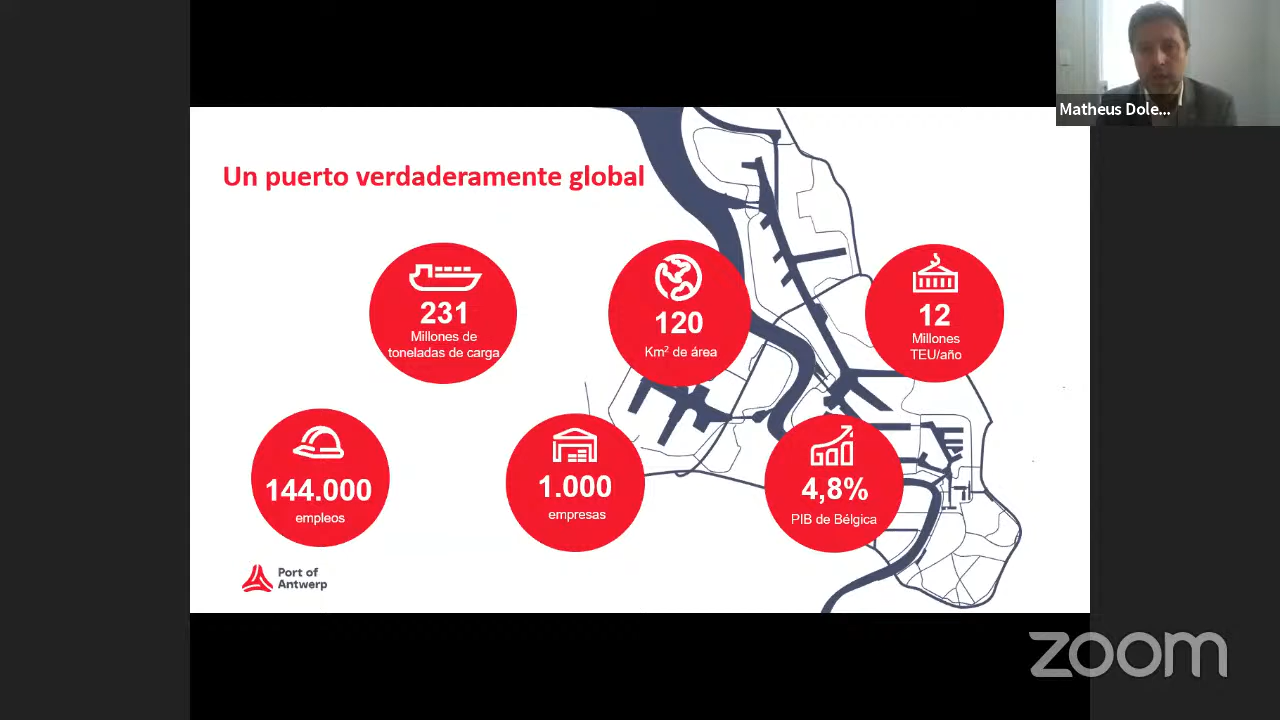 Matheus Dole...
Un puerto verdaderamente global
231
Millones de
toneladas de carga
120
Km² de área
12
Millones
TEU/año
144.000
empleos
1.000
empresas
4,8%
PIB de Bélgica
Port of
Antwerp
zoom